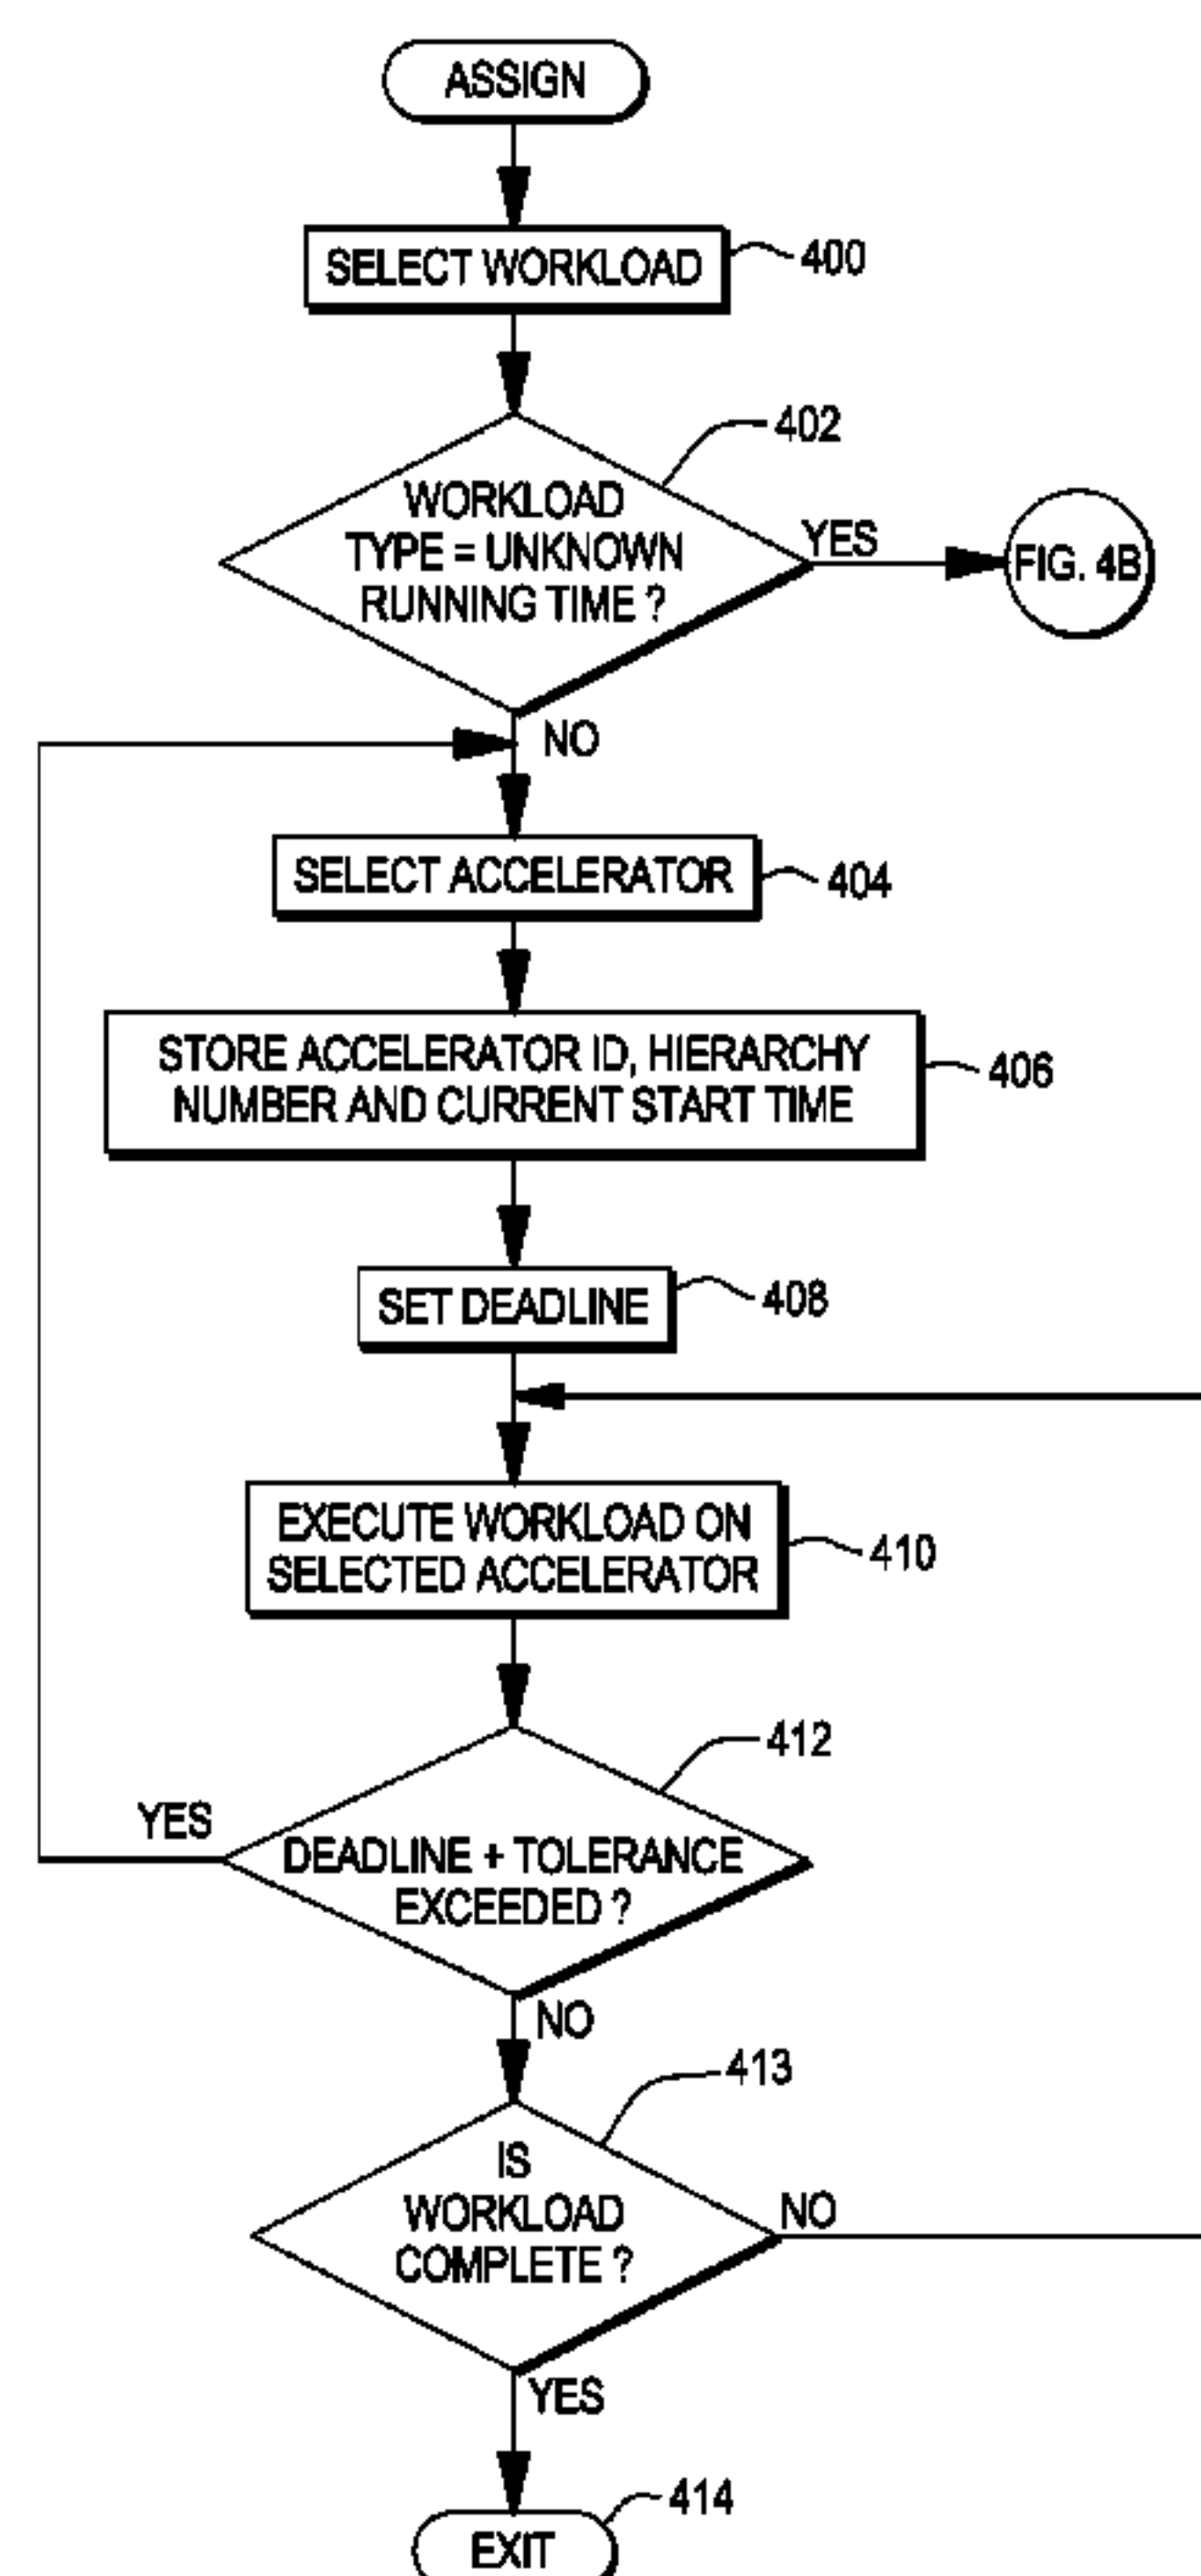 ASSIGN
SELECT WORKLOAD
400
402
WORKLOAD
TYPE = UNKNOWN
RUNNING TIME ?
YES
FIG. 4B
NO
SELECT ACCELERATOR
404
STORE ACCELERATOR ID, HIERARCHY
NUMBER AND CURRENT START TIME
406
SET DEADLINE
408
EXECUTE WORKLOAD ON
SELECTED ACCELERATOR
410
412
YES
DEADLINE + TOLERANCE
EXCEEDED ?
NO
413
IS
WORKLOAD
COMPLETE ?
NO
YES
414
EXIT